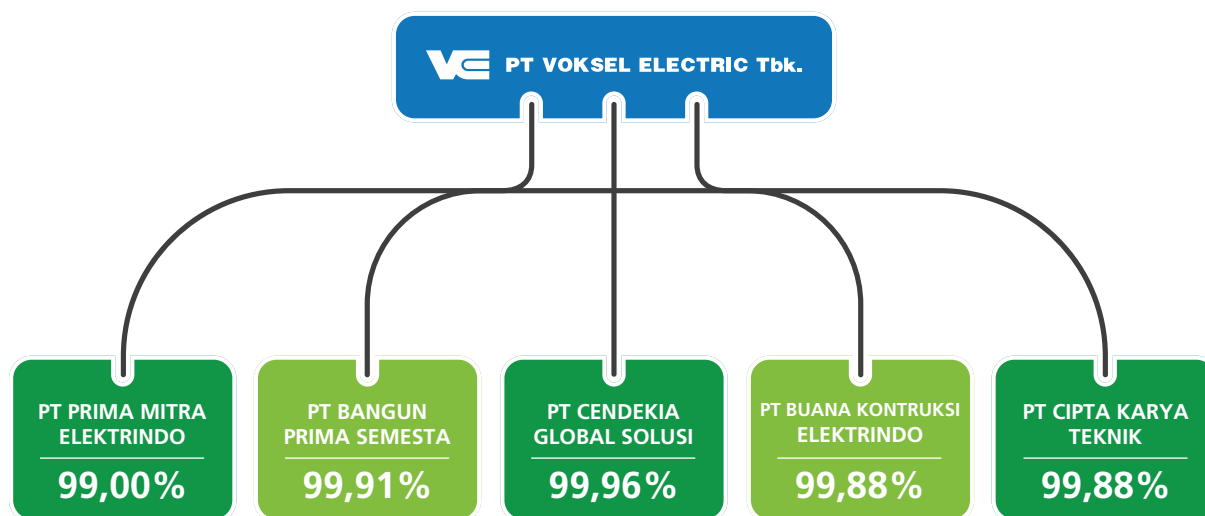 VE PT VOKSEL ELECTRIC Tbk.
PT PRIMA MITRA
ELEKTRINDO
99,00%
PT BANGUN
PRIMA SEMESTA
99,91%
PT CENDEKIA
GLOBAL SOLUSI
99,96%
PT BUANA KONTRUKSI
ELEKTRINDO
99,88%
PT CIPTA KARYA
TEKNIK
99,88%